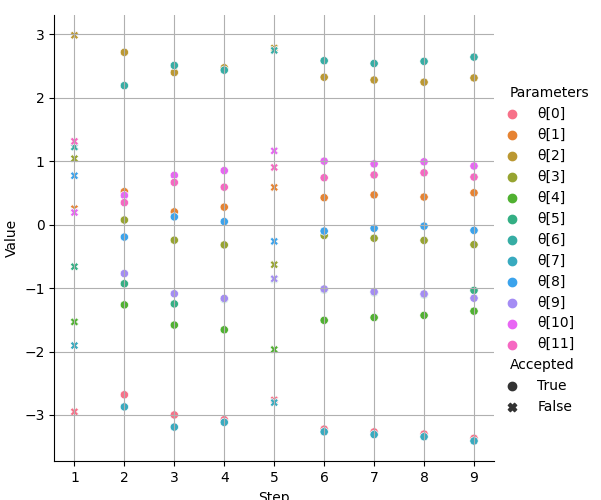 3
2
1
0
−1
−2
−3
Value
1 2 3 4 5 6 7 8 9
Step
Parameters
θ[0]
θ[1]
θ[2]
θ[3]
θ[4]
θ[5]
θ[6]
θ[7]
θ[8]
θ[9]
θ[10]
θ[11]
Accepted
True
False